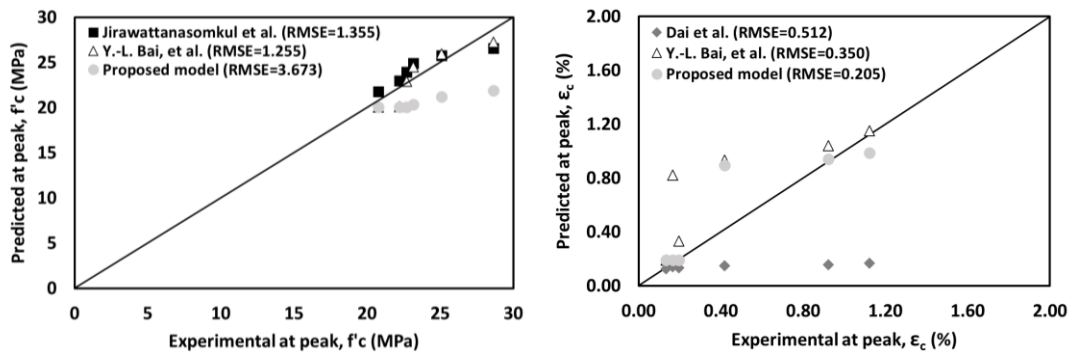 30
25
20
15
10
5
0
Predicted at peak, f'c (MPa)
■ Jirawattanasomkul et al. (RMSE=1.355)
△ Y.-L. Bai, et al. (RMSE=1.255)
● Proposed model (RMSE=3.673)
0 5 10 15 20 25 30
Experimental at peak, f'c (MPa)
2.00
1.60
1.20
0.80
0.40
0.00
Predicted at peak, ε_c (%)
◆ Dai et al. (RMSE=0.512)
△ Y.-L. Bai, et al. (RMSE=0.350)
● Proposed model (RMSE=0.205)
0.00 0.40 0.80 1.20 1.60 2.00
Experimental at peak, ε_c (%)